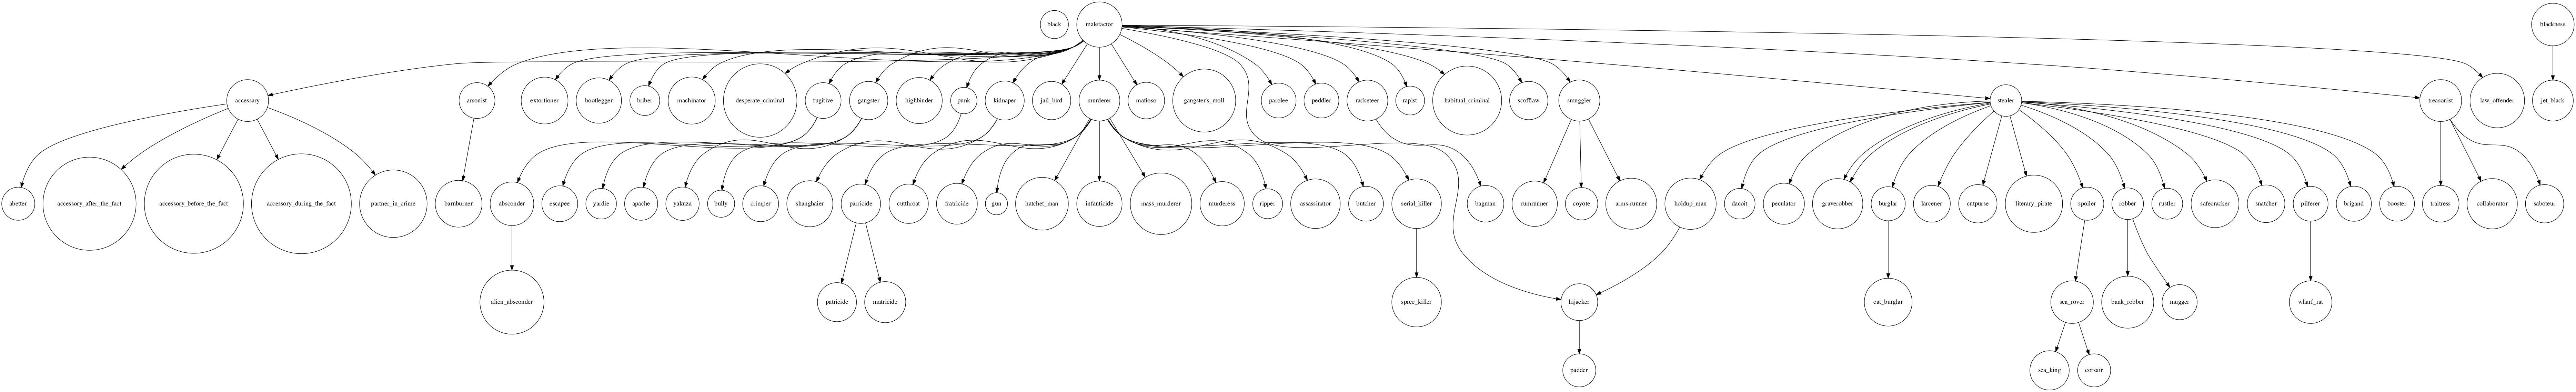 black
malefactor
blackness
accessary
arsonist
extortioner
bootlegger
briber
machinator
desperate_criminal
fugitive
gangster
highbinder
punk
kidnaper
jail_bird
murderer
mafioso
gangster's_moll
parolee
peddler
racketeer
rapist
habitual_criminal
scofflaw
smuggler
stealer
treasonist
law_offender
jet_black
abetter
accessory_after_the_fact
accessory_before_the_fact
accessory_during_the_fact
partner_in_crime
barnburner
absconder
escapee
yardie
apache
yakuza
bully
crimper
shanghaier
parricide
cutthroat
fratricide
gun
hatchet_man
infanticide
mass_murderer
murderess
ripper
assassinator
butcher
serial_killer
bagman
rumrunner
coyote
arms-runner
holdup_man
dacoit
peculator
graverobber
burglar
larcener
cutpurse
literary_pirate
spoiler
robber
rustler
safecracker
snatcher
pilferer
brigand
booster
traitress
collaborator
saboteur
alien_absconder
patricide
matricide
spree_killer
hijacker
cat_burglar
sea_rover
bank_robber
mugger
wharf_rat
padder
sea_king
corsair